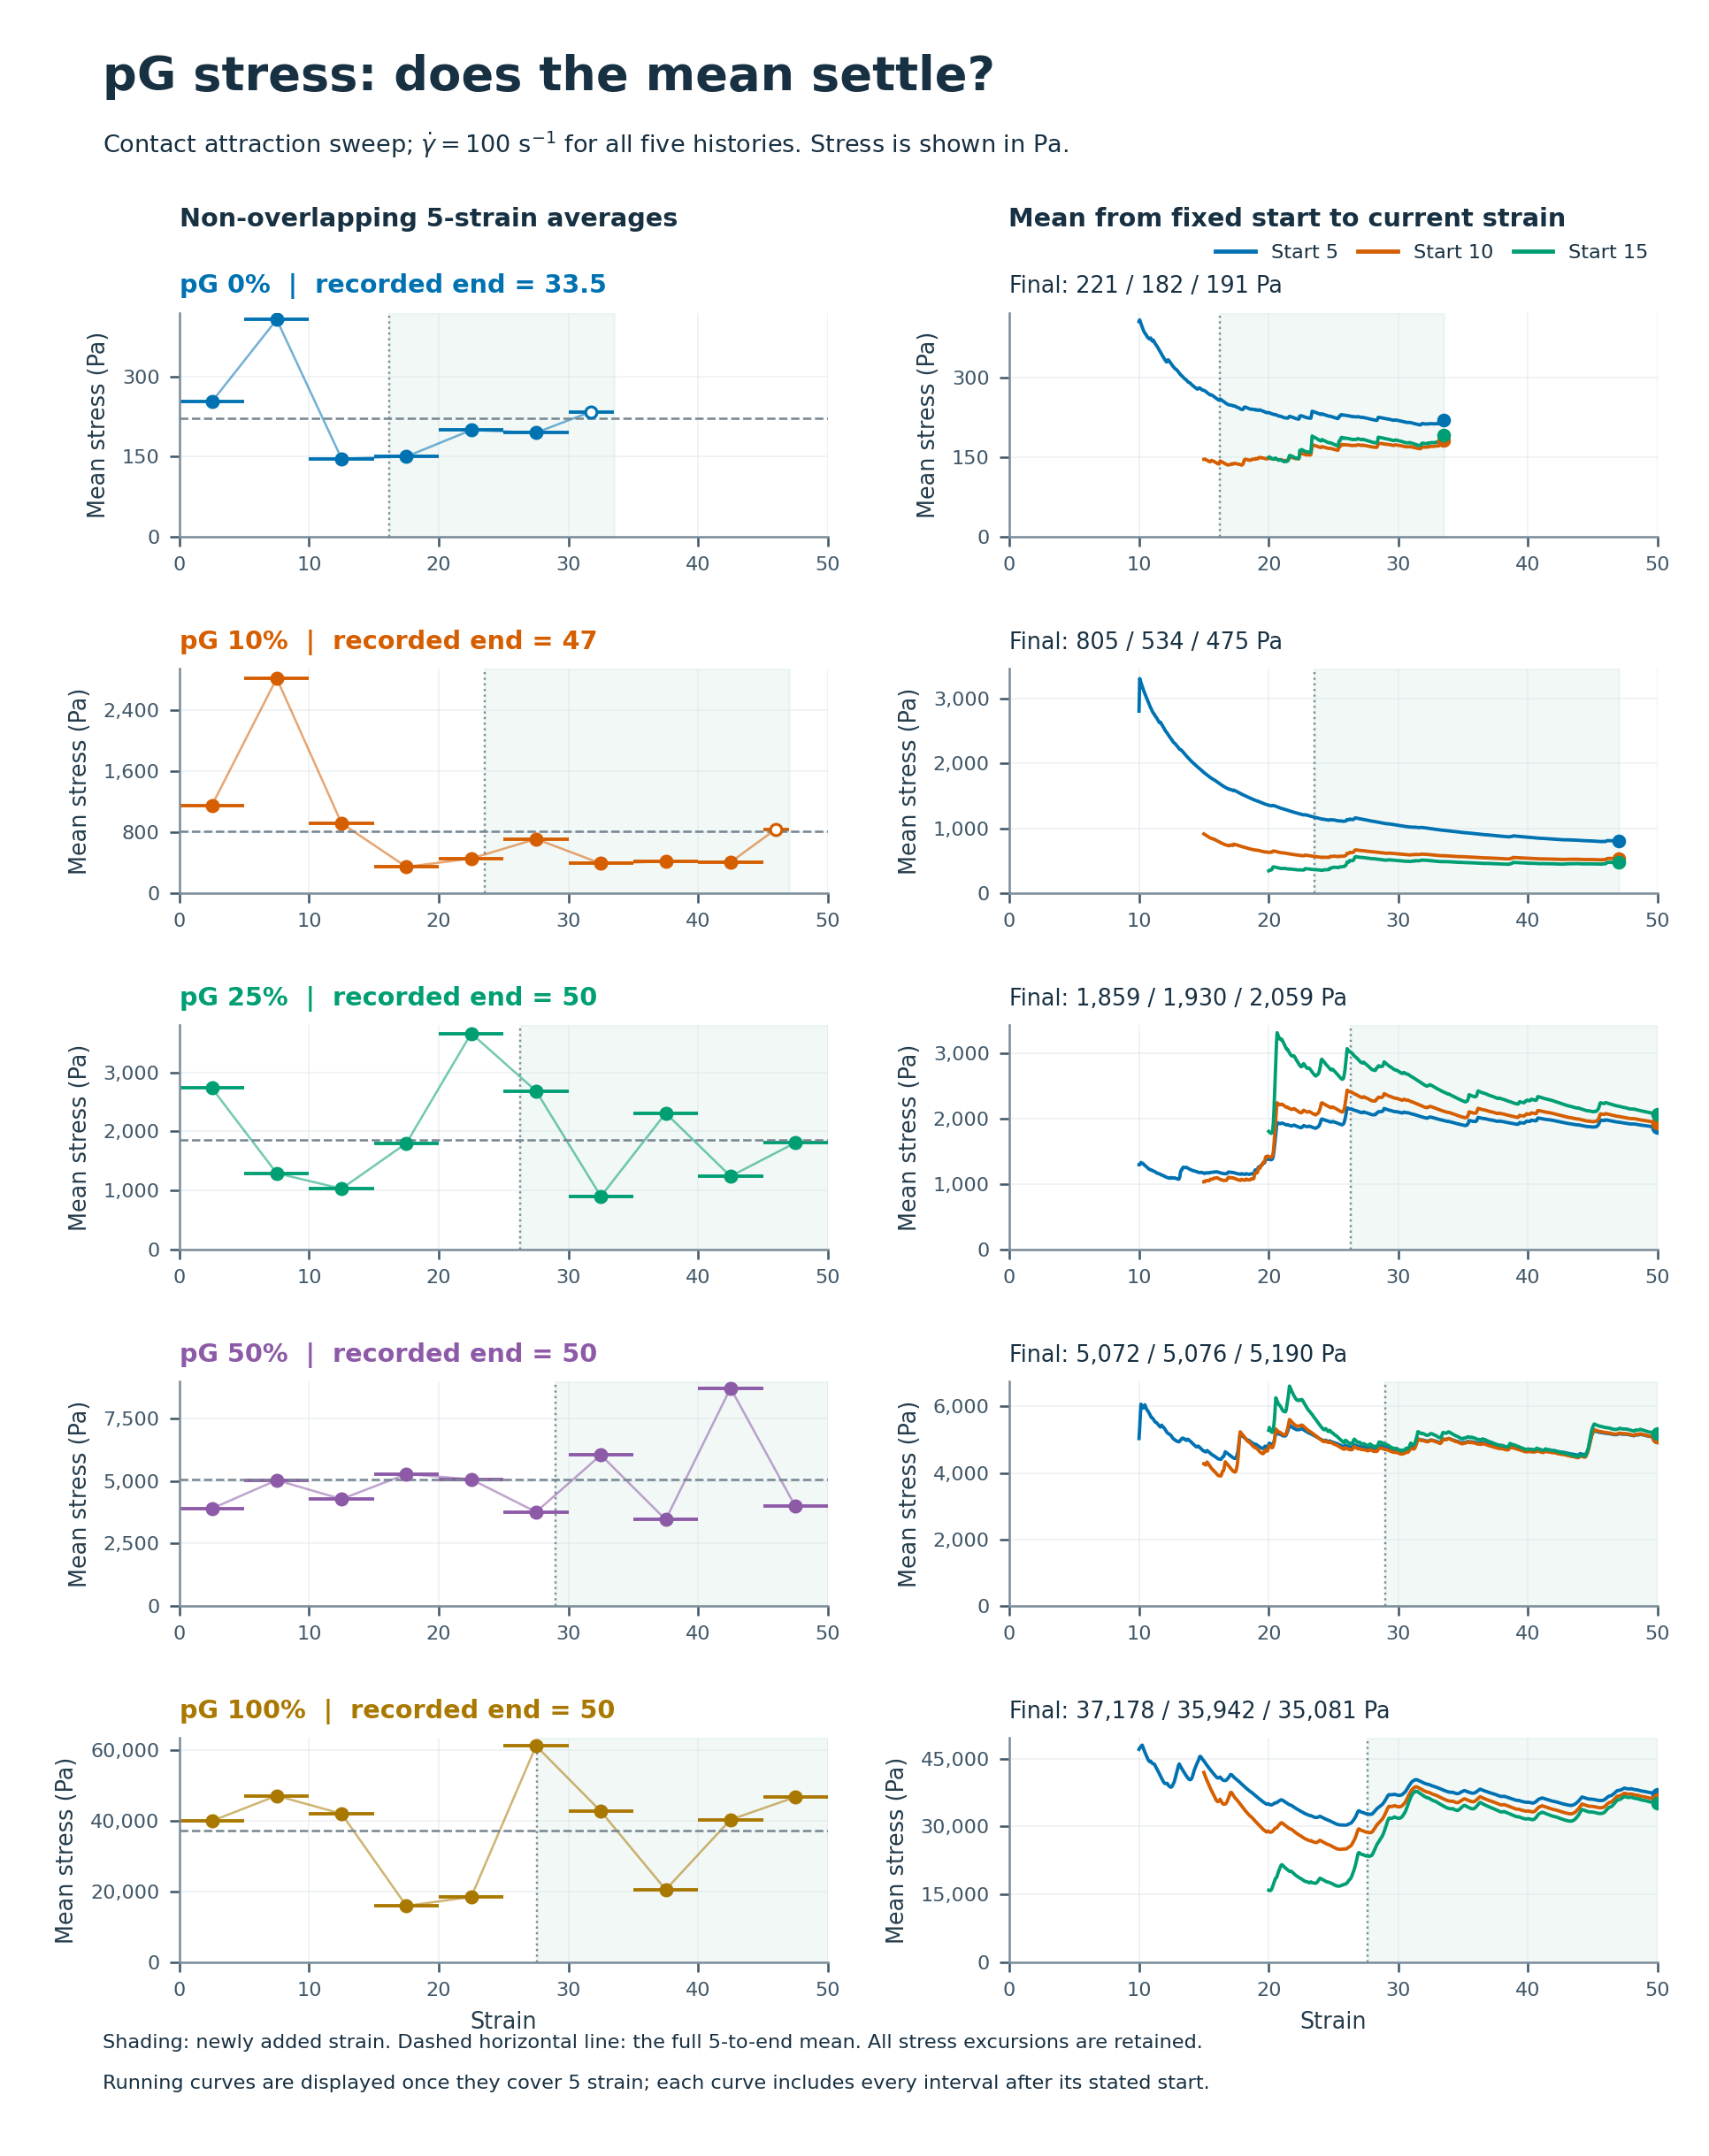 pG stress: does the mean settle?
Contact attraction sweep; γ̇ = 100 s⁻¹ for all five histories. Stress is shown in Pa.
Non-overlapping 5-strain averages
Mean from fixed start to current strain
Start 5 Start 10 Start 15
pG 0% | recorded end = 33.5
Final: 221 / 182 / 191 Pa
Mean stress (Pa)
300
150
0
0 10 20 30 40 50
Mean stress (Pa)
300
150
0
0 10 20 30 40 50
pG 10% | recorded end = 47
Final: 805 / 534 / 475 Pa
Mean stress (Pa)
2,400
1,600
800
0
0 10 20 30 40 50
Mean stress (Pa)
3,000
2,000
1,000
0
0 10 20 30 40 50
pG 25% | recorded end = 50
Final: 1,859 / 1,930 / 2,059 Pa
Mean stress (Pa)
3,000
2,000
1,000
0
0 10 20 30 40 50
Mean stress (Pa)
3,000
2,000
1,000
0
0 10 20 30 40 50
pG 50% | recorded end = 50
Final: 5,072 / 5,076 / 5,190 Pa
Mean stress (Pa)
7,500
5,000
2,500
0
0 10 20 30 40 50
Mean stress (Pa)
6,000
4,000
2,000
0
0 10 20 30 40 50
pG 100% | recorded end = 50
Final: 37,178 / 35,942 / 35,081 Pa
Mean stress (Pa)
60,000
40,000
20,000
0
0 10 20 30 40 50
Strain
Mean stress (Pa)
45,000
30,000
15,000
0
0 10 20 30 40 50
Strain
Shading: newly added strain. Dashed horizontal line: the full 5-to-end mean. All stress excursions are retained.
Running curves are displayed once they cover 5 strain; each curve includes every interval after its stated start.